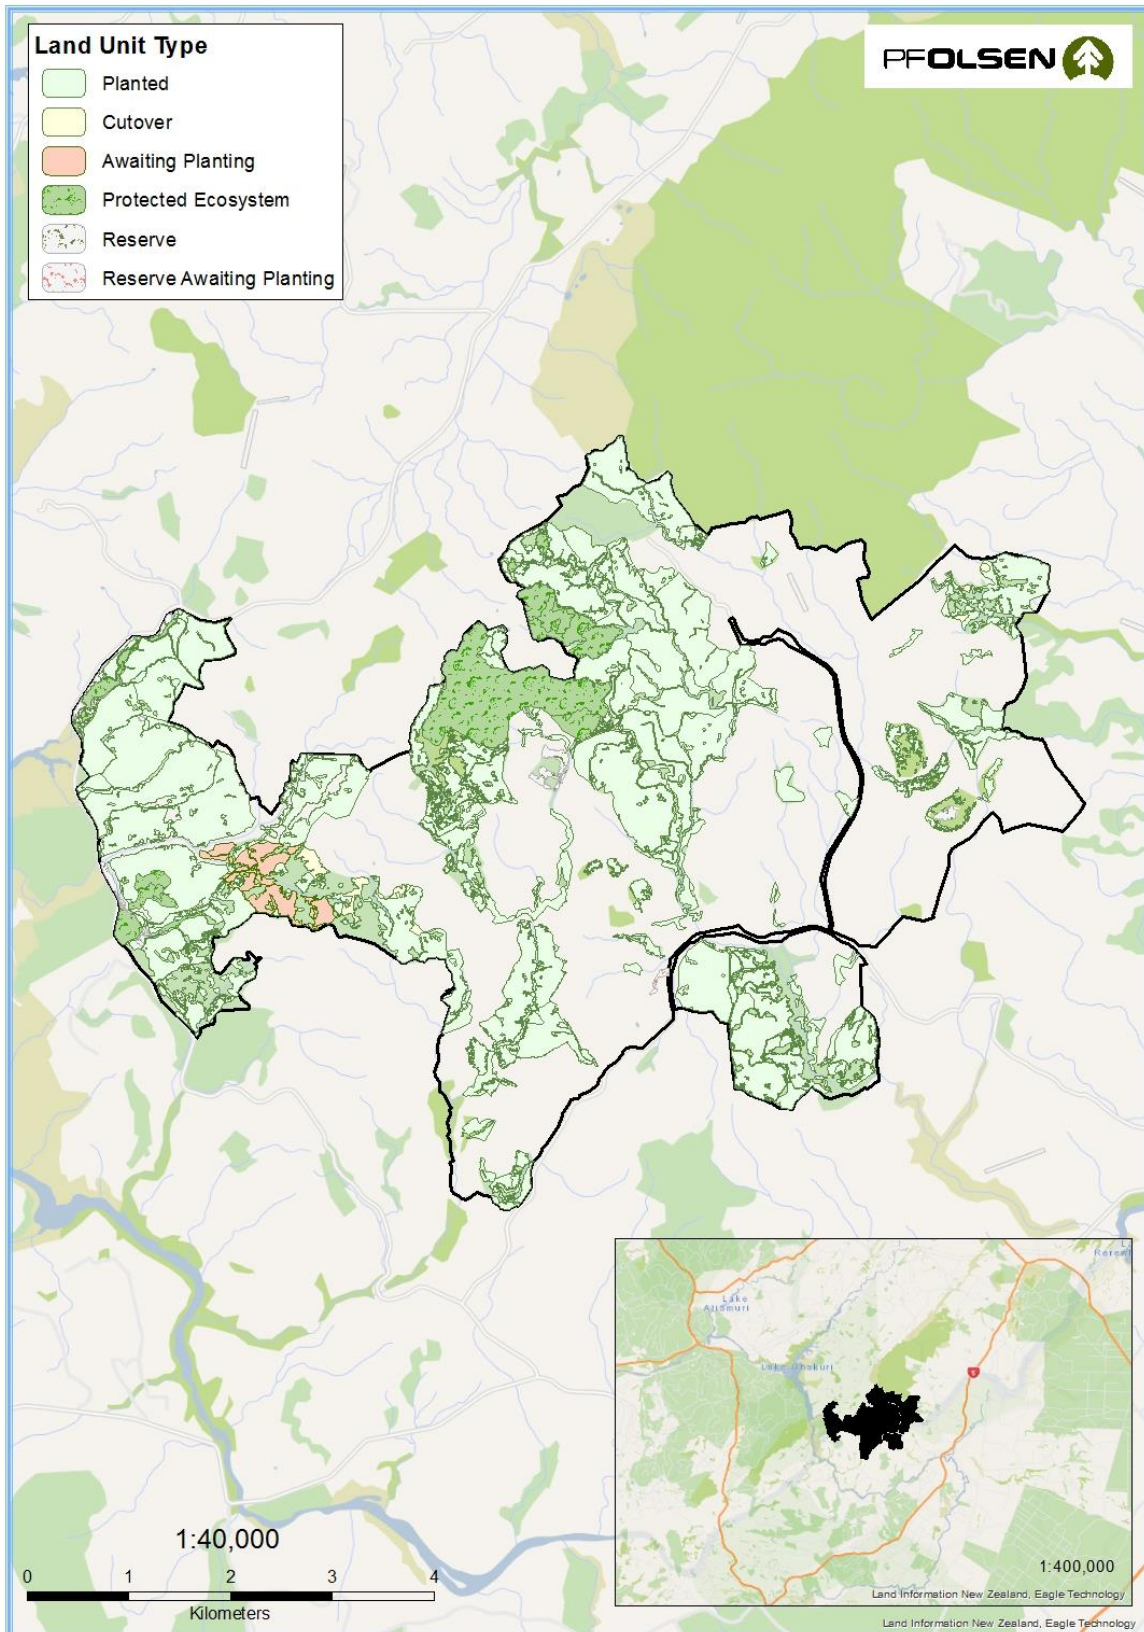 Land Unit Type
Planted
Cutover
Awaiting Planting
Protected Ecosystem
Reserve
Reserve Awaiting Planting
PFOLSEN
Lake
Atiamuri
Lake Ohakuri
5
1:400,000
Land Information New Zealand, Eagle Technology
1:40,000
0 1 2 3 4
Kilometers
Land Information New Zealand, Eagle Technology